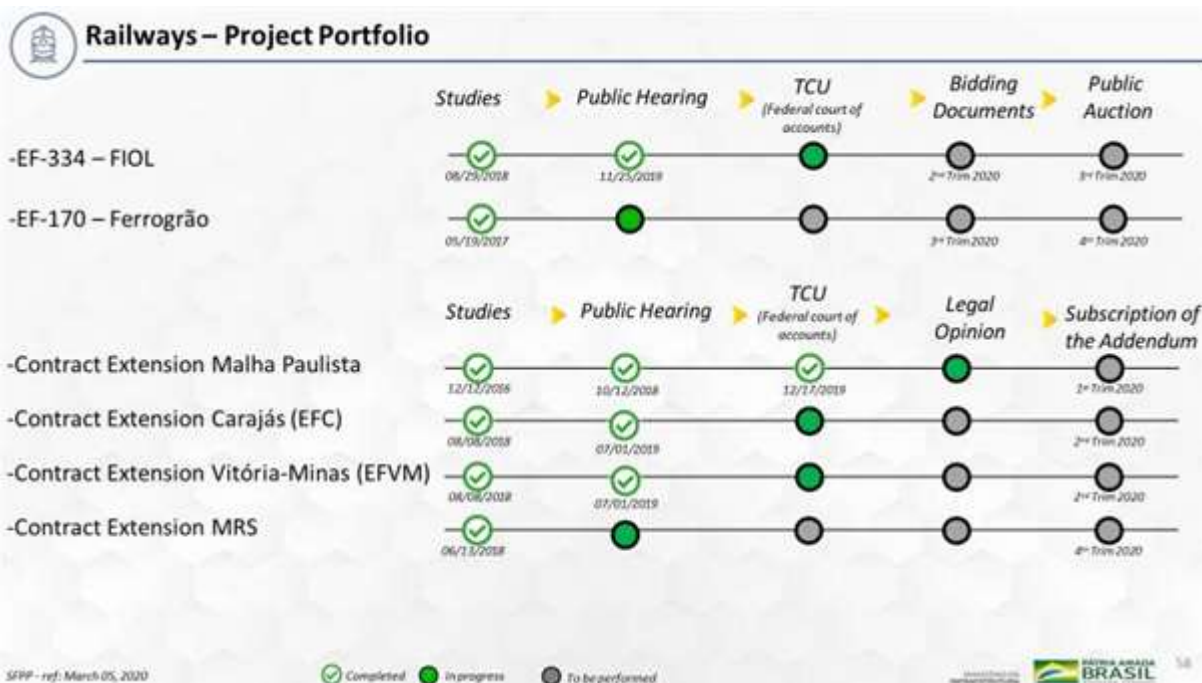 Railways – Project Portfolio
Studies
Public Hearing
TCU
(Federal court of
accounts)
Bidding
Documents
Public
Auction
-EF-334 – FIOL
08/29/2018
11/25/2019
2nd Trim 2020
3rd Trim 2020
-EF-170 – Ferrogrão
05/19/2017
3rd Trim 2020
4th Trim 2020
Studies
Public Hearing
TCU
(Federal court of
accounts)
Legal
Opinion
Subscription of
the Addendum
-Contract Extension Malha Paulista
12/12/2016
10/12/2018
12/17/2019
1st Trim 2020
-Contract Extension Carajás (EFC)
08/08/2018
07/01/2019
2nd Trim 2020
-Contract Extension Vitória-Minas (EFVM)
08/08/2018
07/01/2019
2nd Trim 2020
-Contract Extension MRS
06/13/2018
4th Trim 2020
SFPP - ref: March 05, 2020
Completed
In progress
To be performed
PÁTRIA AMADA
BRASIL
58